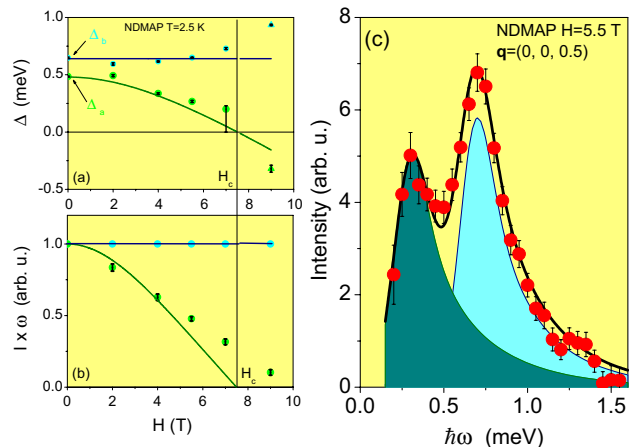 NDMAP T=2.5 K
Δb
Δa
Δ (meV)
1.0
0.5
0.0
-0.5
0 2 4 6 8 10
(a)
Hc
I x ω (arb. u.)
1.0
0.5
0.0
(b)
Hc
0 2 4 6 8 10
H (T)
(c)
NDMAP H=5.5 T
q=(0, 0, 0.5)
Intensity (arb. u.)
8
6
4
2
0
0.0 0.5 1.0 1.5
ħω (meV)